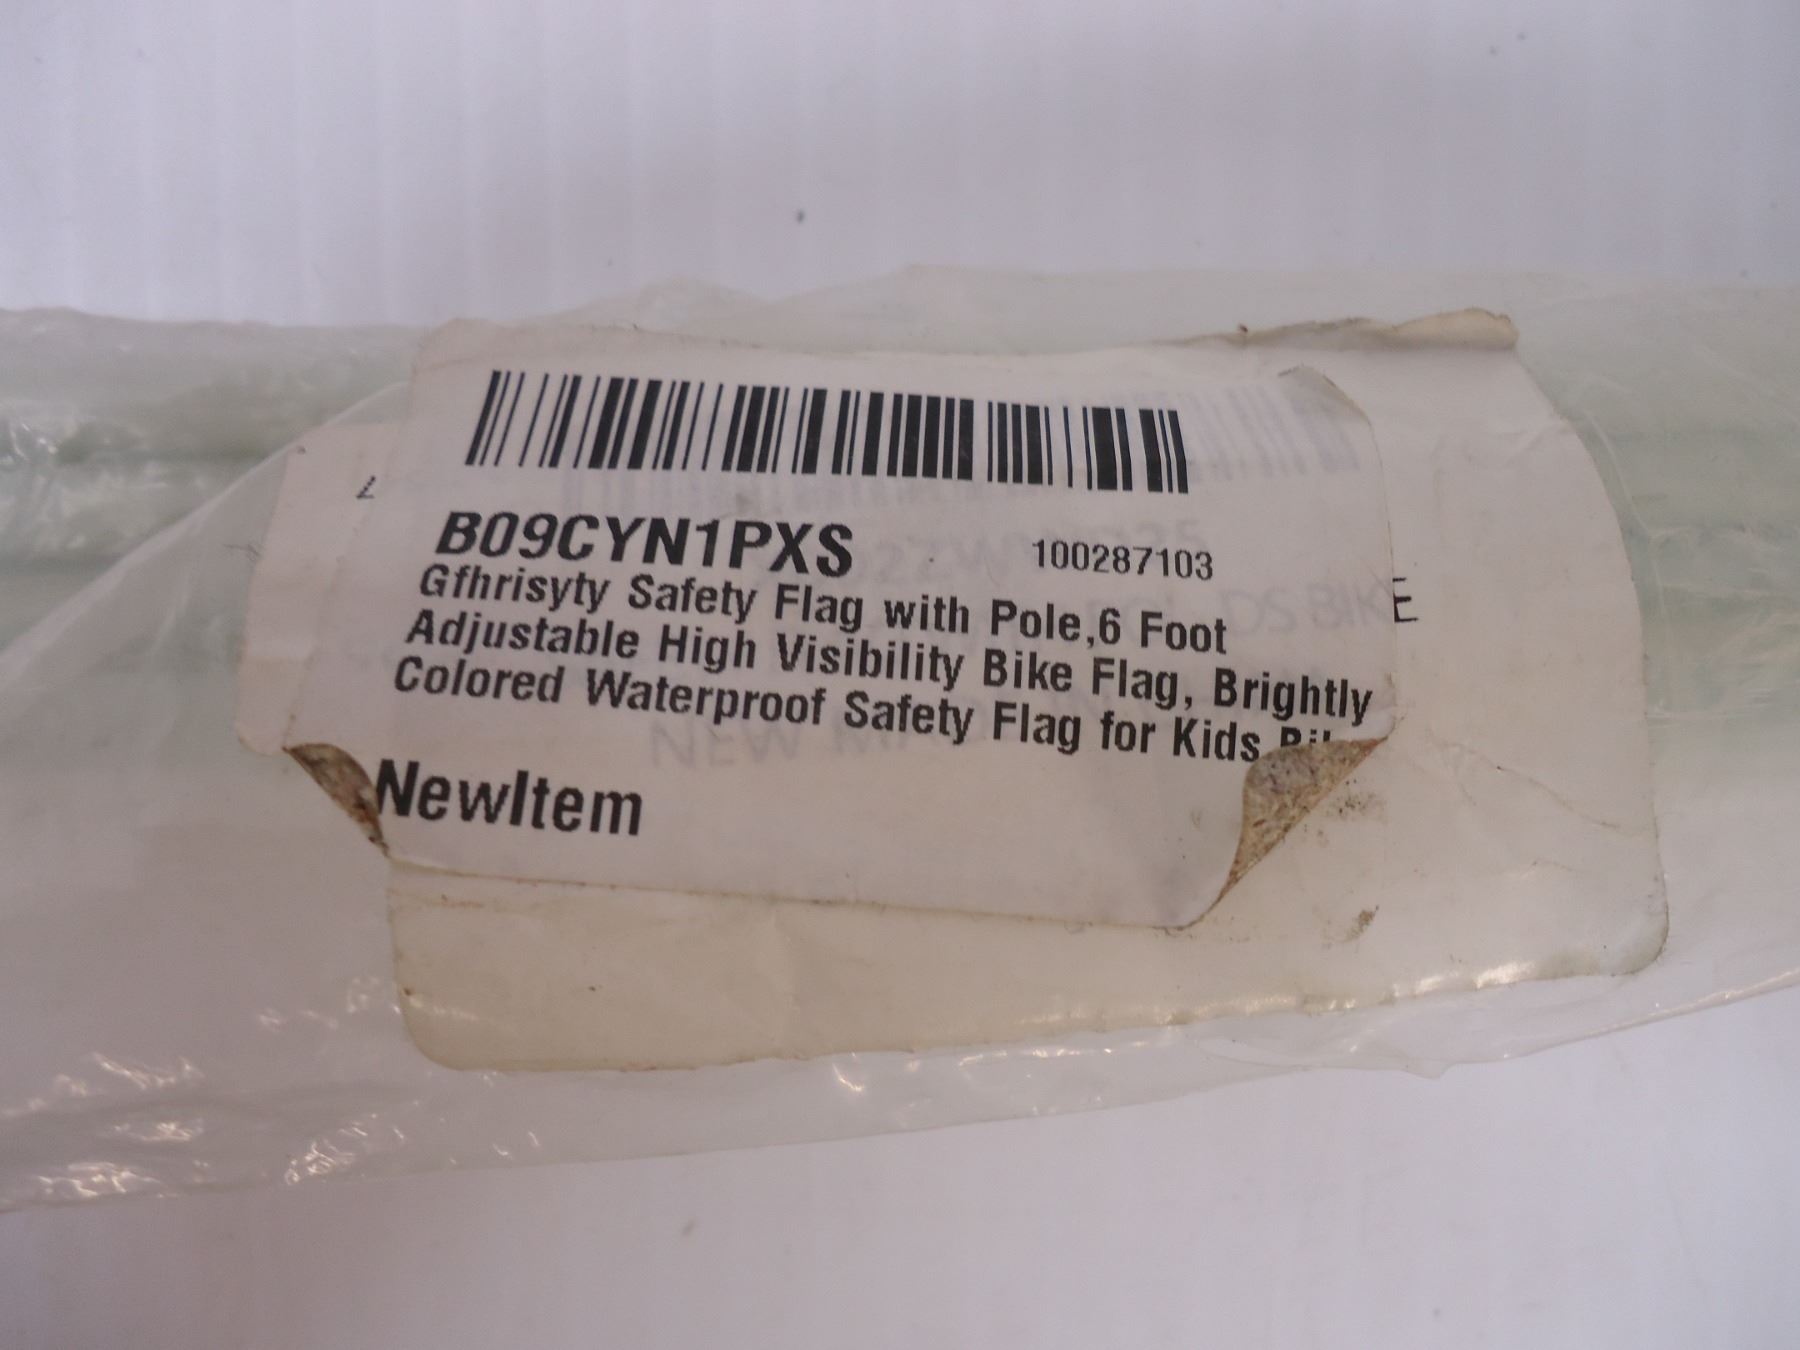 B09CYN1PXS 100287103
Gfhrisyty Safety Flag with Pole,6 Foot
Adjustable High Visibility Bike Flag, Brightly
Colored Waterproof Safety Flag for Kids
NewItem